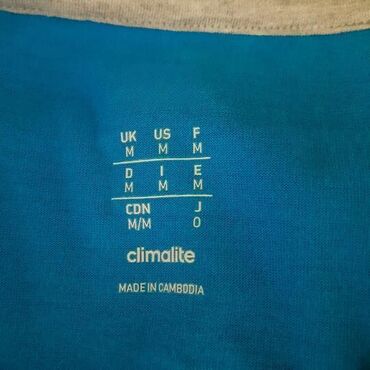 UK US F
M M M
D I E
M M M
CDN J
M/M O
climalite
MADE IN CAMBODIA